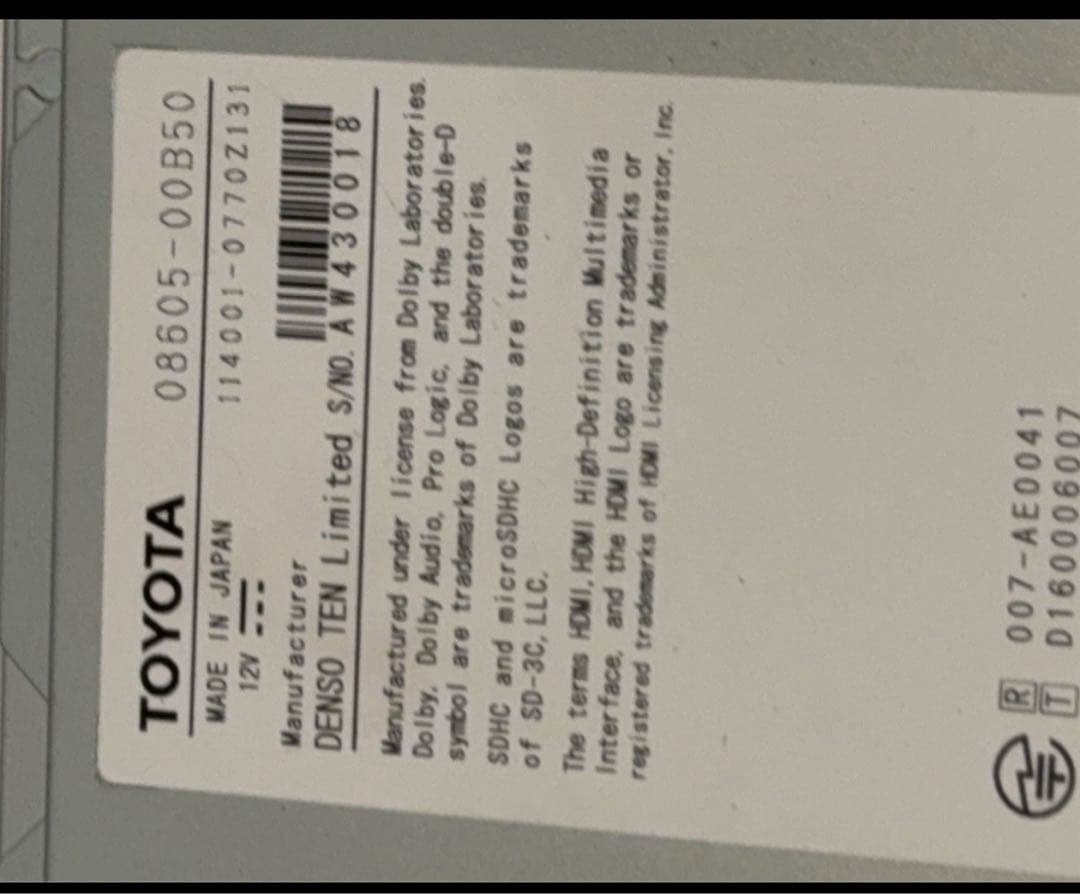 TOYOTA 08605-00B50
MADE IN JAPAN 114001-0770Z131
12V
Manufacturer
DENSO TEN Limited S/NO. AW430018
Manufactured under license from Dolby Laboratories.
Dolby, Dolby Audio, Pro Logic, and the double-D
symbol are trademarks of Dolby Laboratories.
SDHC and microSDHC Logos are trademarks
of SD-3C, LLC.
The terms HDMI, HDMI High-Definition Multimedia
Interface, and the HDMI Logo are trademarks or
registered trademarks of HDMI Licensing Administrator, Inc.
R 007-AE0041
T D160006007